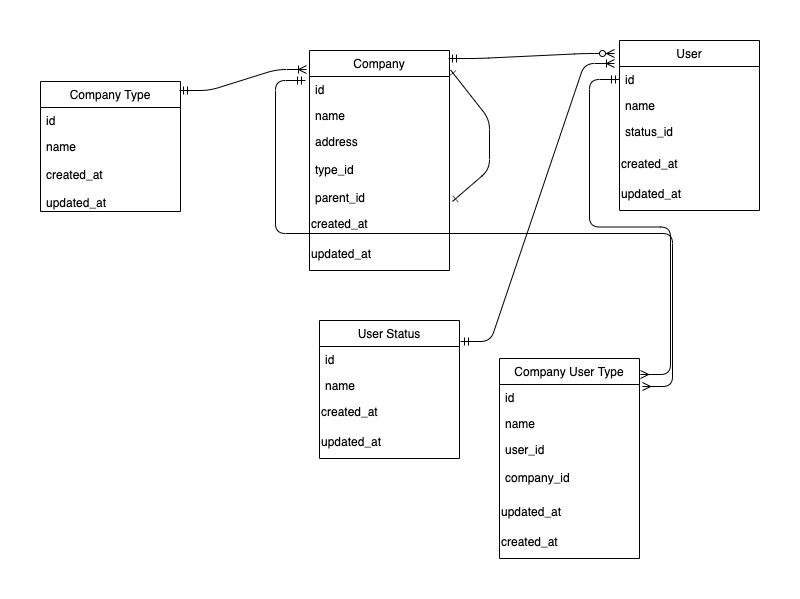 Company Type
id
name
created_at
updated_at
Company
id
name
address
type_id
parent_id
created_at
updated_at
User
id
name
status_id
created_at
updated_at
User Status
id
name
created_at
updated_at
Company User Type
id
name
user_id
company_id
updated_at
created_at